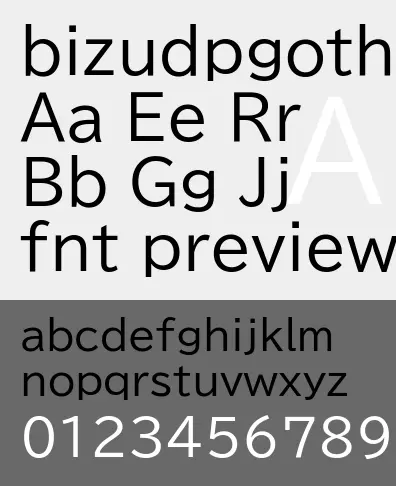 bizudpgoth
Aa Ee Rr
A
Bb Gg Jj
fnt preview
abcdefghijklm
nopqrstuvwxyz
0123456789